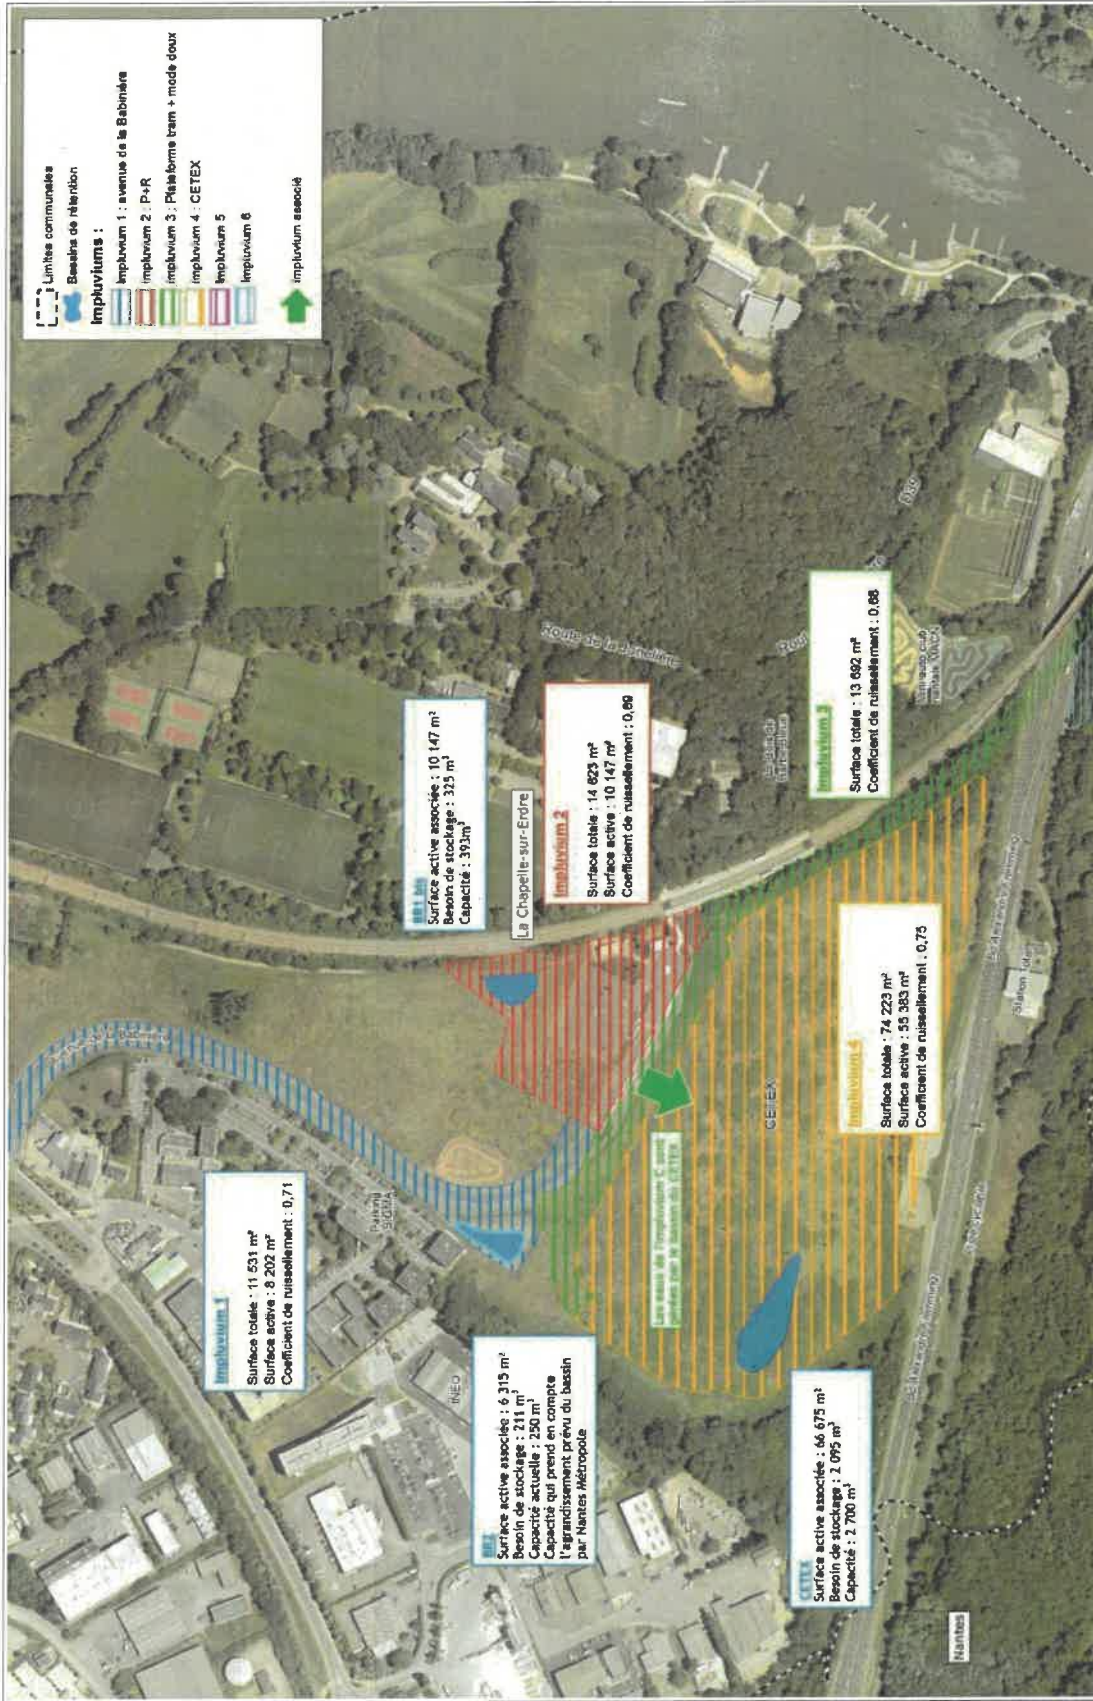 Limites communales
Bassins de rétention
Impluviums :
Impluvium 1 : avenue de la Babinière
impluvium 2 : P+R
impluvium 3 : Plateforme tram + mode doux
impluvium 4 : CETEX
Impluvium 5
Impluvium 6
impluvium associé
Impluvium 1
Surface totale : 11 531 m²
Surface active : 8 202 m²
Coefficient de ruissellement : 0,71
Surface active associée : 10 147 m²
Besoin de stockage : 325 m³
Capacité : 393m³
La Chapelle-sur-Erdre
Impluvium 2
Surface totale : 14 623 m²
Surface active : 10 147 m²
Coefficient de ruissellement : 0,69
Impluvium 3
Surface totale : 13 692 m²
Coefficient de ruissellement : 0,68
Surface active associée : 6 315 m²
Besoin de stockage : 211 m³
Capacité actuelle : 250 m³
Capacité qui prend en compte
l'agrandissement prévu du bassin
par Nantes Métropole
Impluvium 4
Surface totale : 74 223 m²
Surface active : 55 383 m²
Coefficient de ruissellement : 0,75
CETEX
Surface active associée : 66 675 m²
Besoin de stockage : 2 095 m³
Capacité : 2 700 m³
Parking
SIGMA
INEO
CETEX
Route de la Jonelière
D39
Station Total
Nantes